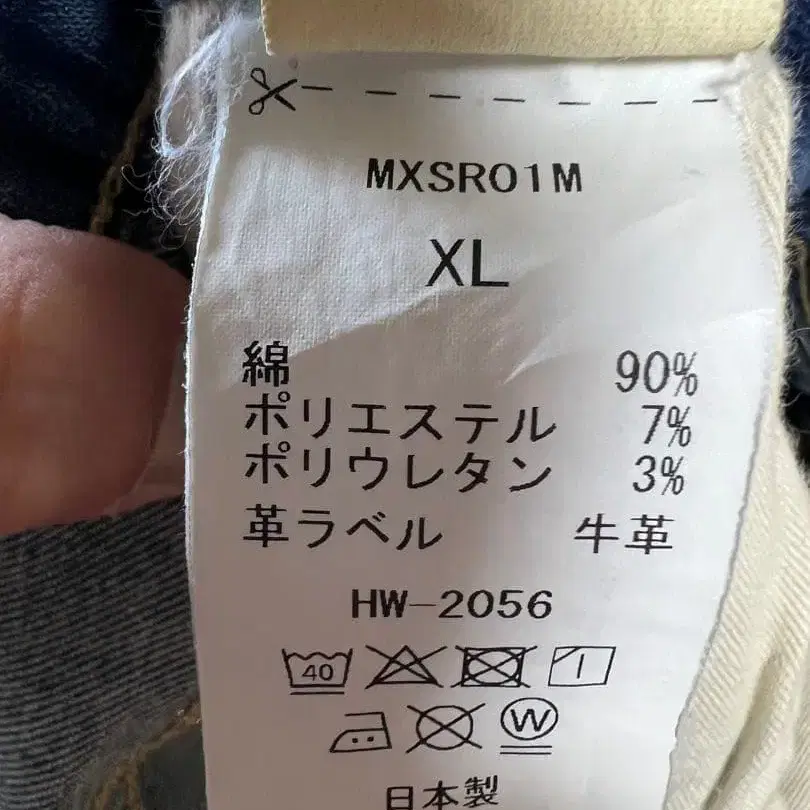 MXSR01M
XL
綿 90%
ポリエステル 7%
ポリウレタン 3%
革ラベル 牛革
HW-2056
40
W
日本製